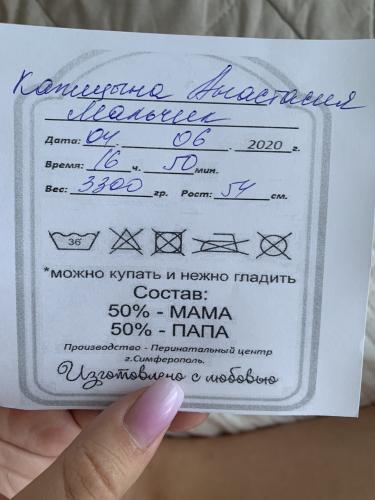 Капицына Анастасия
Мальчик
Дата: 04. 06. 2020 г.
Время: 16 ч. 50 мин.
Вес: 3300 гр. Рост: 54 см.
36
*можно купать и нежно гладить
Состав:
50% - МАМА
50% - ПАПА
Производство - Перинатальный центр
г.Симферополь.
Изготовлено с любовью